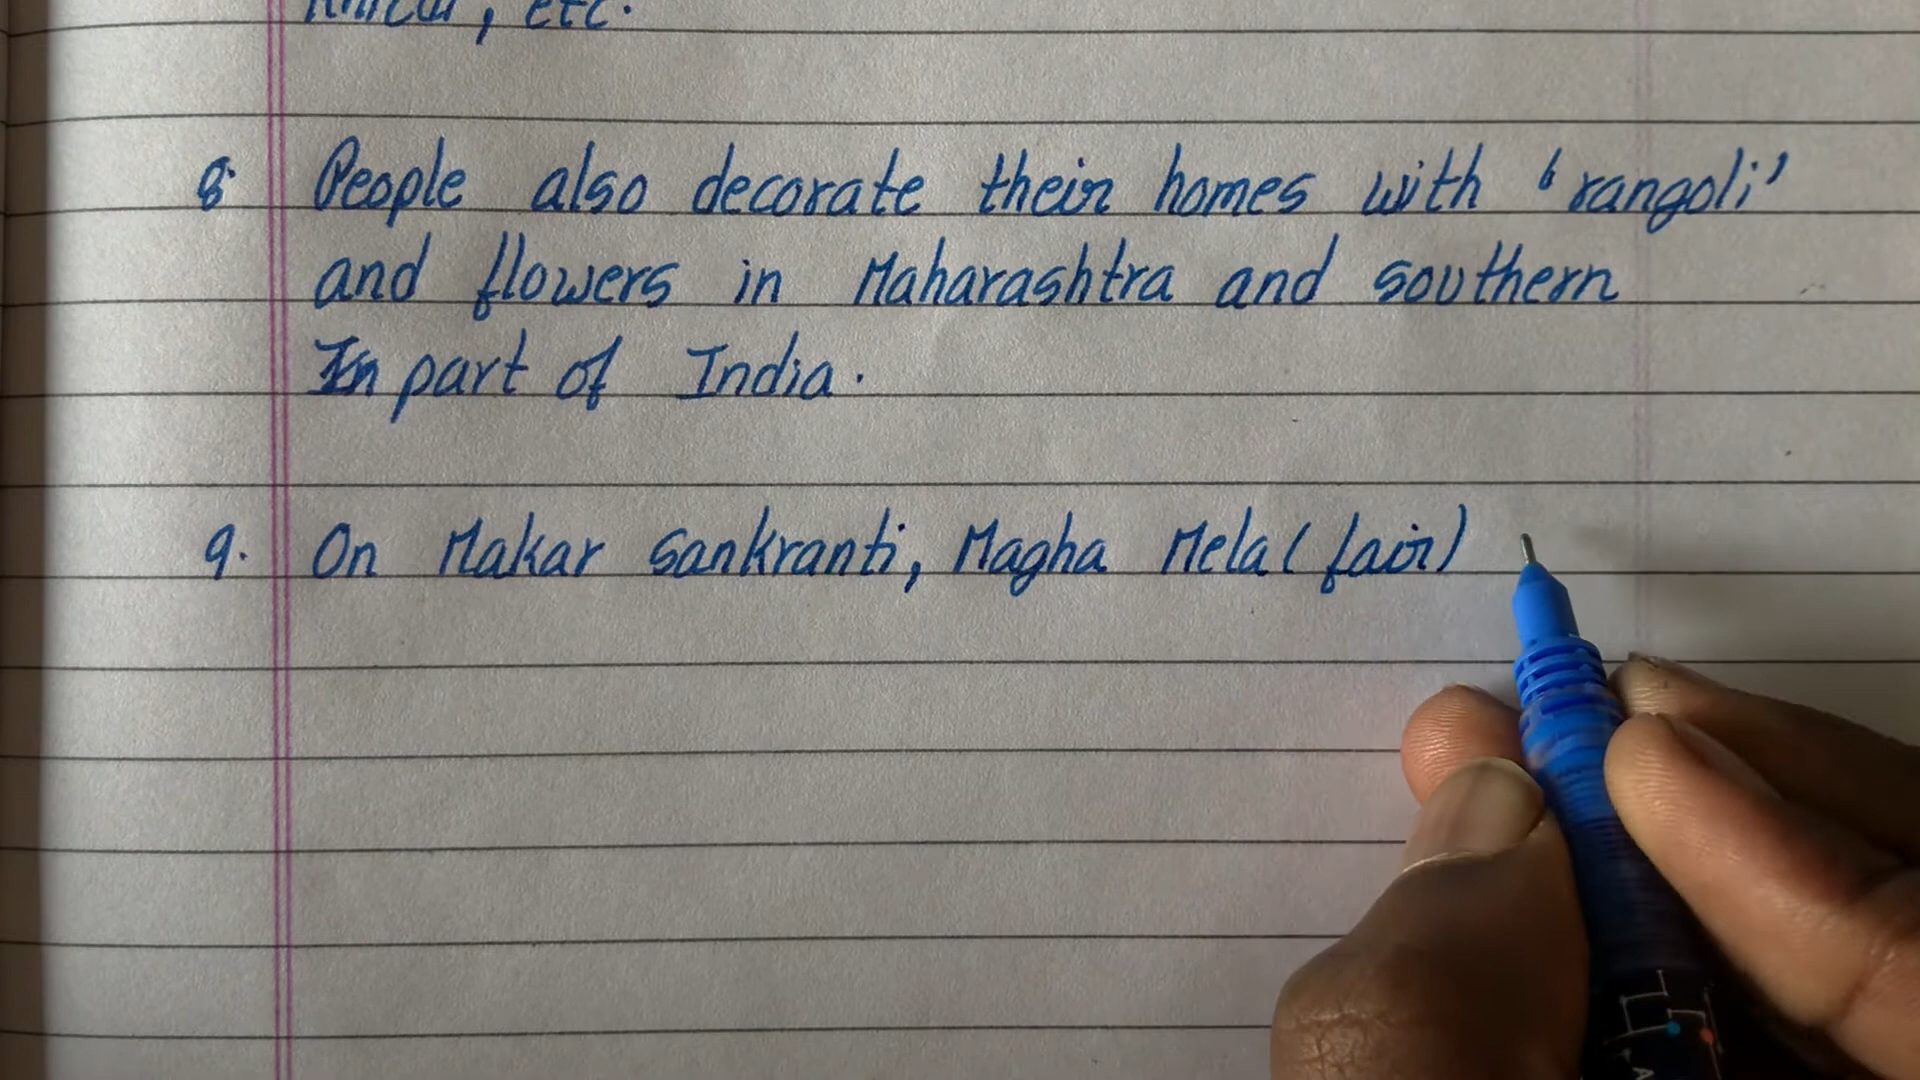 , etc.
8. People also decorate their homes with 'rangoli'
and flowers in Maharashtra and southern
part of India.
9. On Makar Sankranti, Magha Mela (fair)